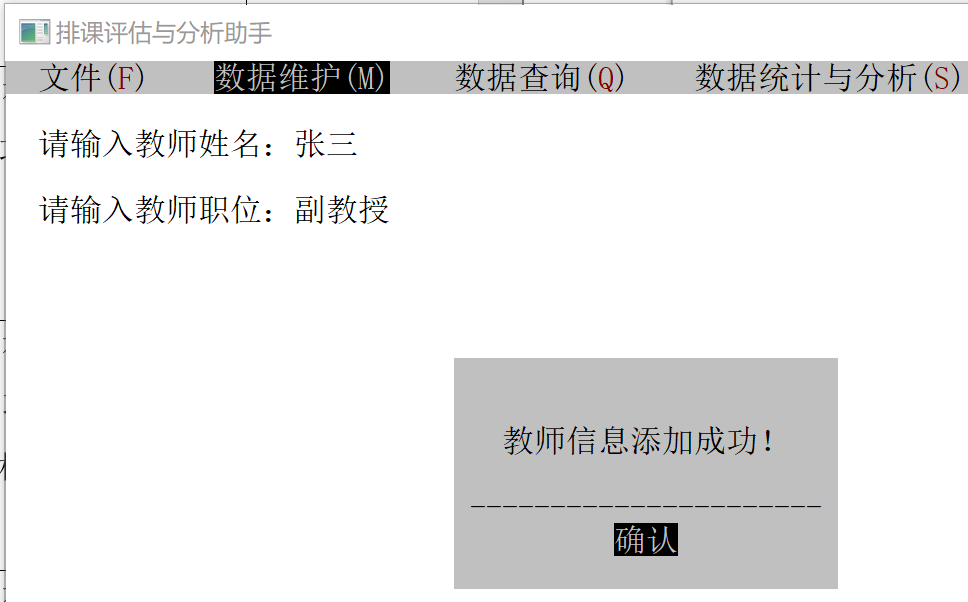 排课评估与分析助手
文件(F) 数据维护(M) 数据查询(Q) 数据统计与分析(S)
请输入教师姓名：张三
请输入教师职位：副教授
教师信息添加成功！
----------------------
确认